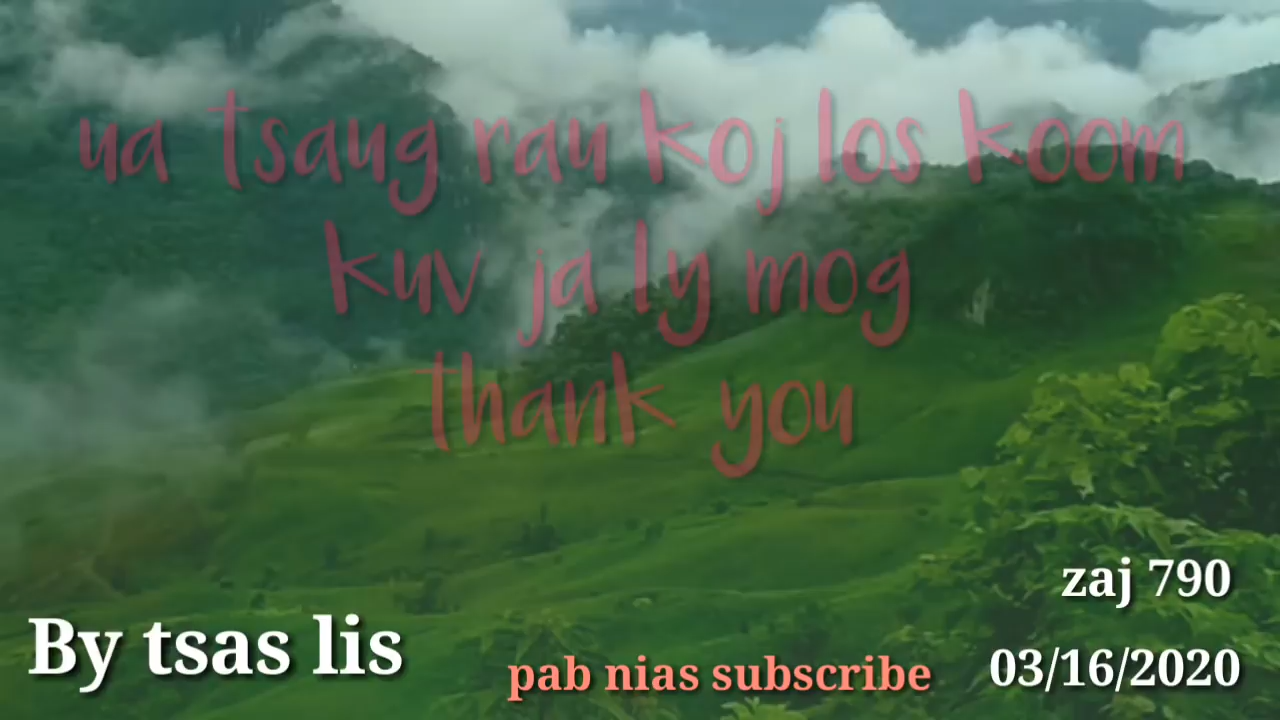 ua tsaug rau koj los koom
kuv ja ly mog
thank you
zaj 790
By tsas lis
pab nias subscribe
03/16/2020